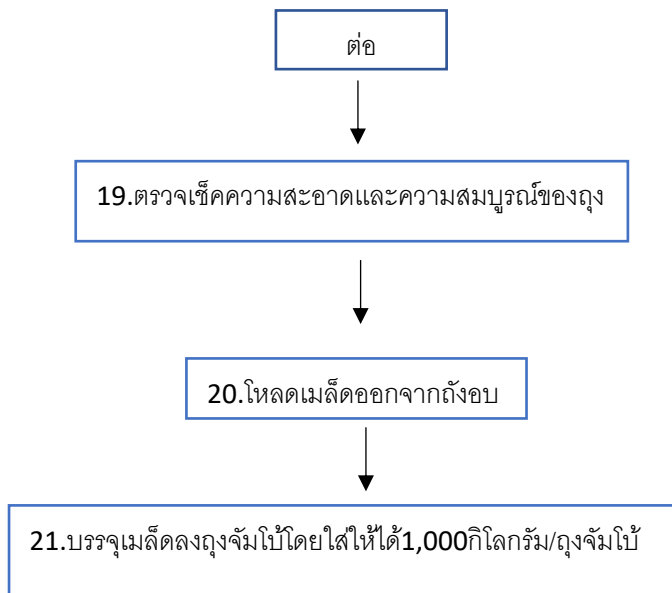 ต่อ
19.ตรวจเช็คความสะอาดและความสมบูรณ์ของถุง
20.โหลดเมล็ดออกจากถังอบ
21.บรรจุเมล็ดลงถุงจัมโบ้โดยใส่ให้ได้1,000กิโลกรัม/ถุงจัมโบ้